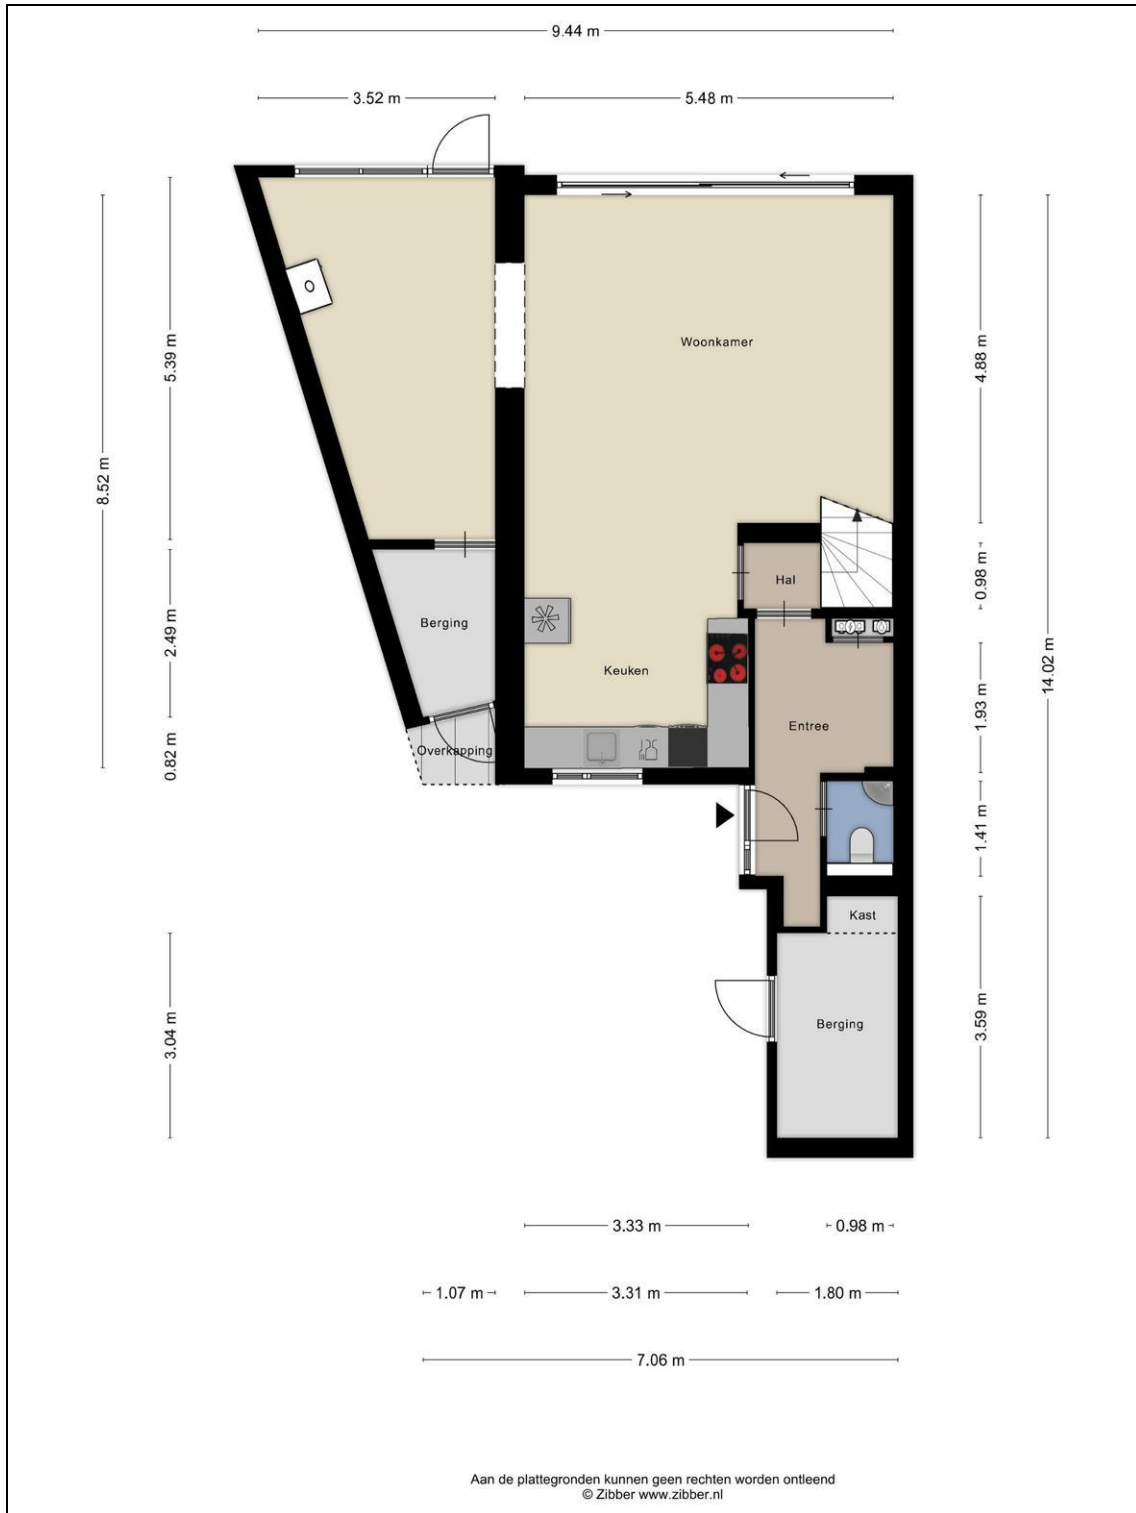 9.44 m
3.52 m
5.48 m
8.52 m
5.39 m
2.49 m
0.82 m
3.04 m
Woonkamer
Hal
Berging
Keuken
Entree
Overkapping
Kast
Berging
4.88 m
0.98 m
1.93 m
1.41 m
3.59 m
14.02 m
3.33 m
0.98 m
1.07 m
3.31 m
1.80 m
7.06 m
Aan de plattegronden kunnen geen rechten worden ontleend
© Zibber www.zibber.nl